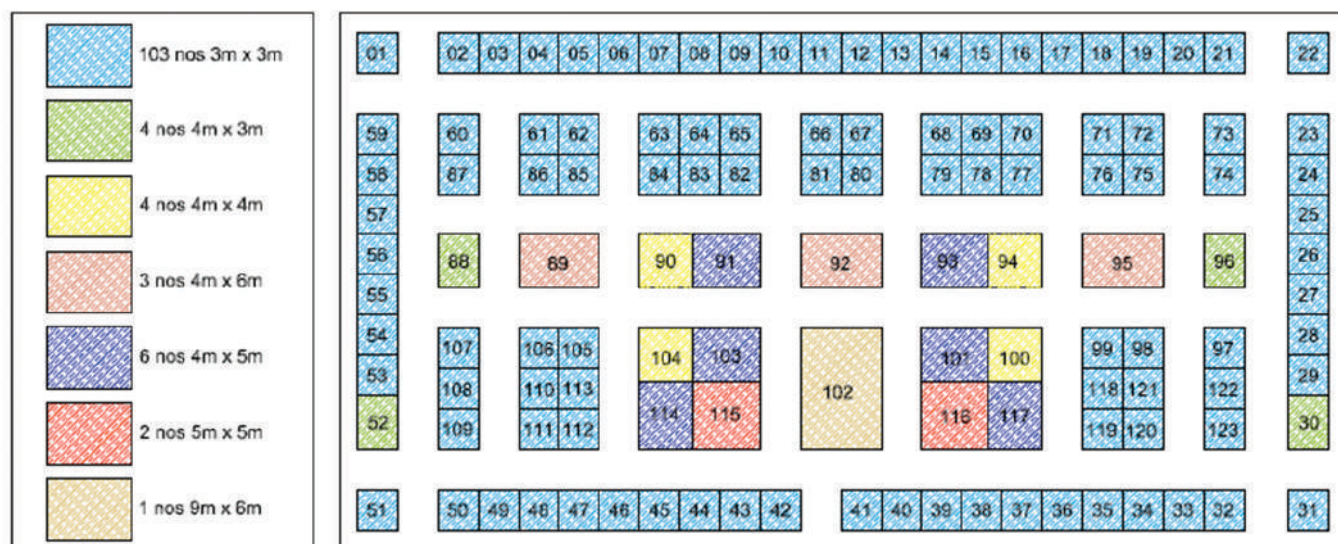 103 nos 3m x 3m
4 nos 4m x 3m
4 nos 4m x 4m
3 nos 4m x 6m
6 nos 4m x 5m
2 nos 5m x 5m
1 nos 9m x 6m
01 02 03 04 05 06 07 08 09 10 11 12 13 14 15 16 17 18 19 20 21 22
59 60 61 62 63 64 65 66 67 68 69 70 71 72 73 23
58 87 86 85 84 83 82 81 80 79 78 77 76 75 74 24
57 25
56 88 89 90 91 92 93 94 95 96 26
55 27
54 107 106 105 104 103 101 100 99 98 97 28
53 108 110 113 102 118 121 122 29
52 109 111 112 114 115 116 117 119 120 123 30
51 50 49 48 47 46 45 44 43 42 41 40 39 38 37 36 35 34 33 32 31